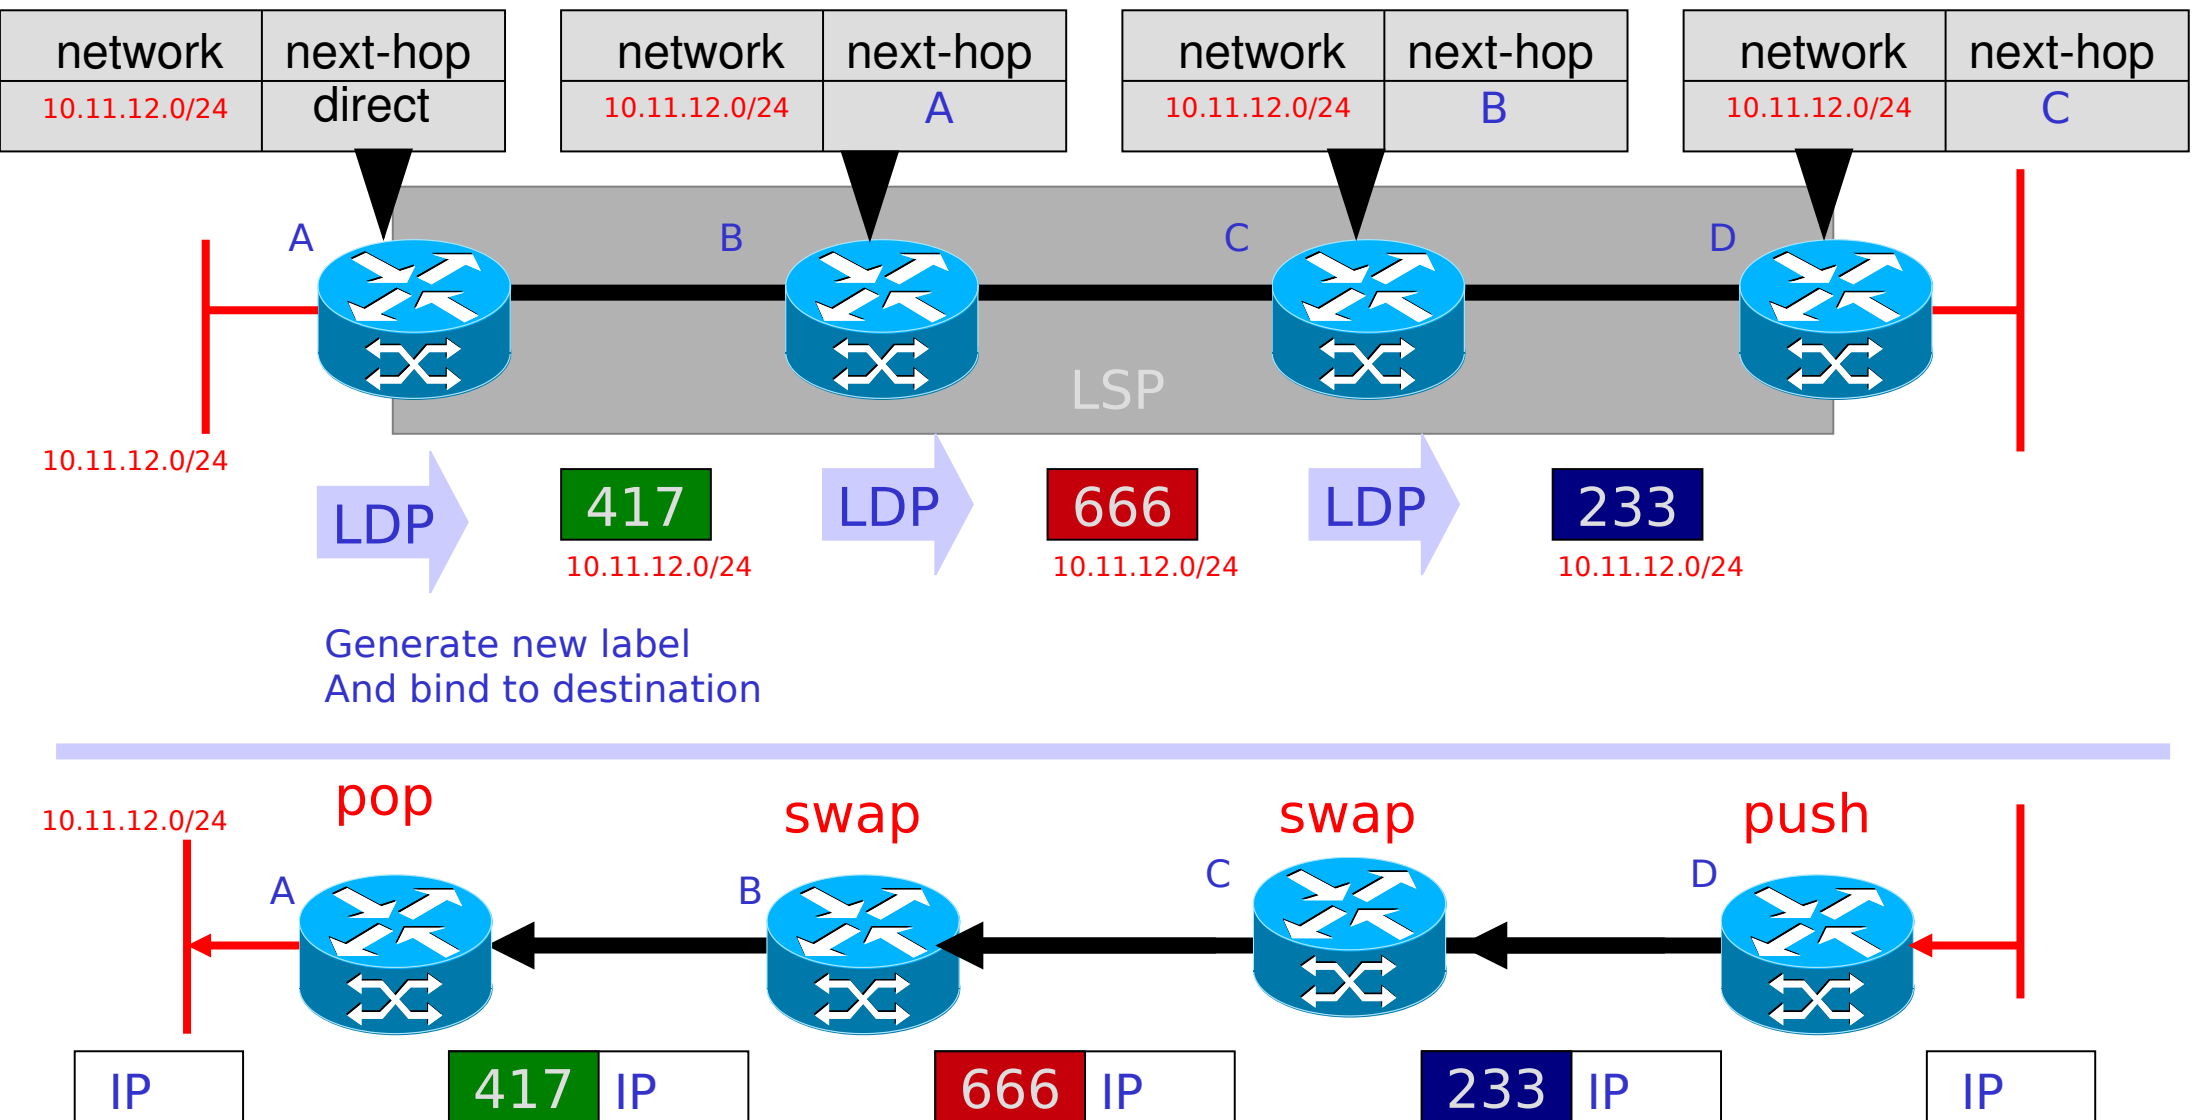 network next-hop network next-hop network next-hop network next-hop
10.11.12.0/24 direct 10.11.12.0/24 A 10.11.12.0/24 B 10.11.12.0/24 C
A B C D
LSP
10.11.12.0/24
LDP 417 LDP 666 LDP 233
10.11.12.0/24 10.11.12.0/24 10.11.12.0/24
Generate new label
And bind to destination
pop swap swap push
10.11.12.0/24
A B C D
IP 417 IP 666 IP 233 IP IP